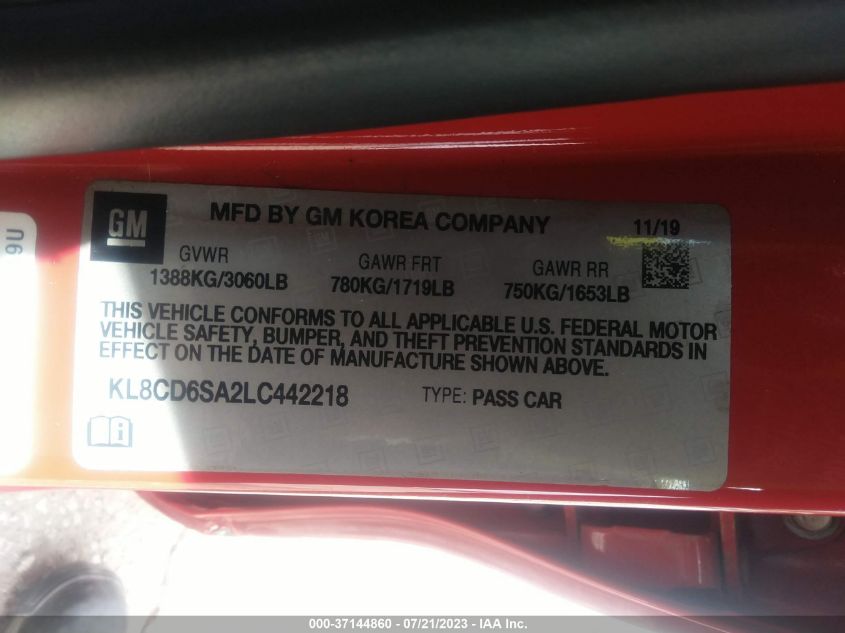 GM
MFD BY GM KOREA COMPANY 11/19
GVWR GAWR FRT GAWR RR
1388KG/3060LB 780KG/1719LB 750KG/1653LB
THIS VEHICLE CONFORMS TO ALL APPLICABLE U.S. FEDERAL MOTOR
VEHICLE SAFETY, BUMPER, AND THEFT PREVENTION STANDARDS IN
EFFECT ON THE DATE OF MANUFACTURE SHOWN ABOVE.
KL8CD6SA2LC442218 TYPE: PASS CAR
9U
000-37144860 - 07/21/2023 - IAA Inc.